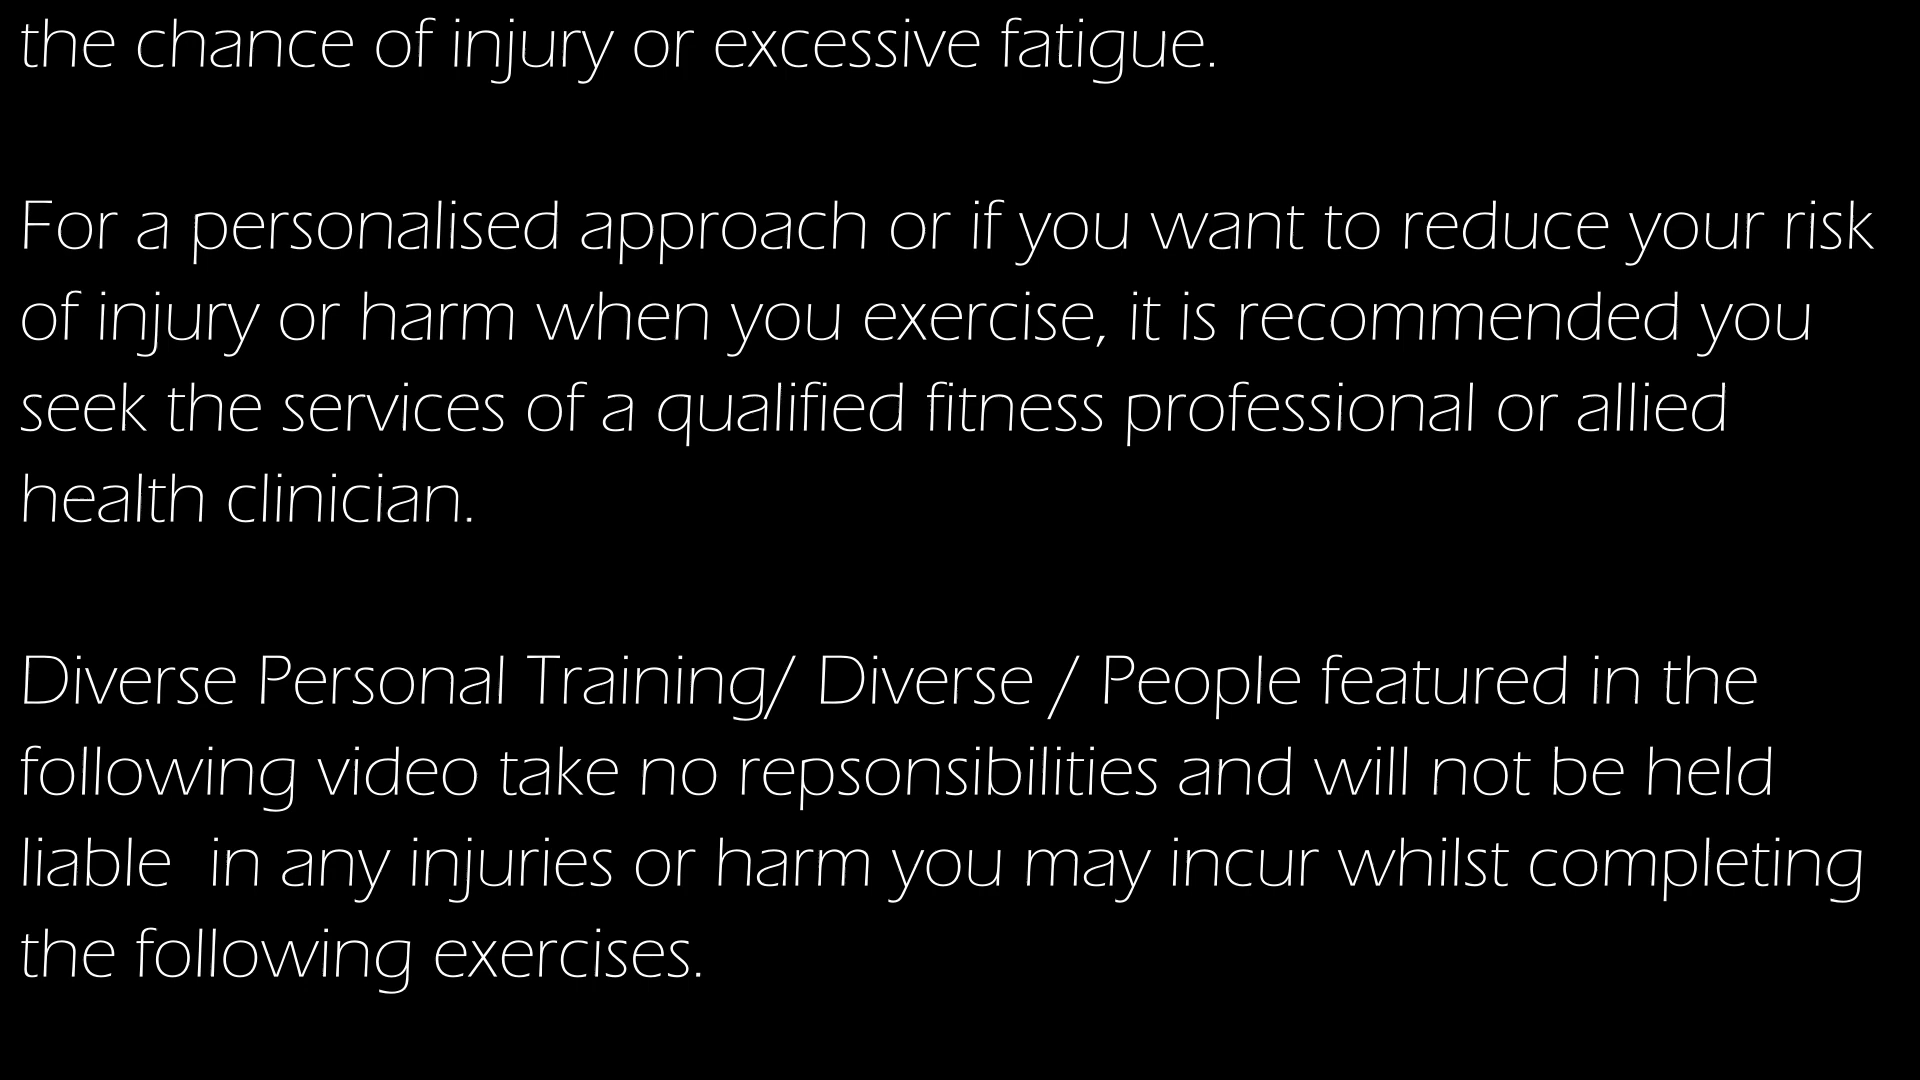 the chance of injury or excessive fatigue.
For a personalised approach or if you want to reduce your risk
of injury or harm when you exercise, it is recommended you
seek the services of a qualified fitness professional or allied
health clinician.
Diverse Personal Training/ Diverse / People featured in the
following video take no repsonsibilities and will not be held
liable  in any injuries or harm you may incur whilst completing
the following exercises.